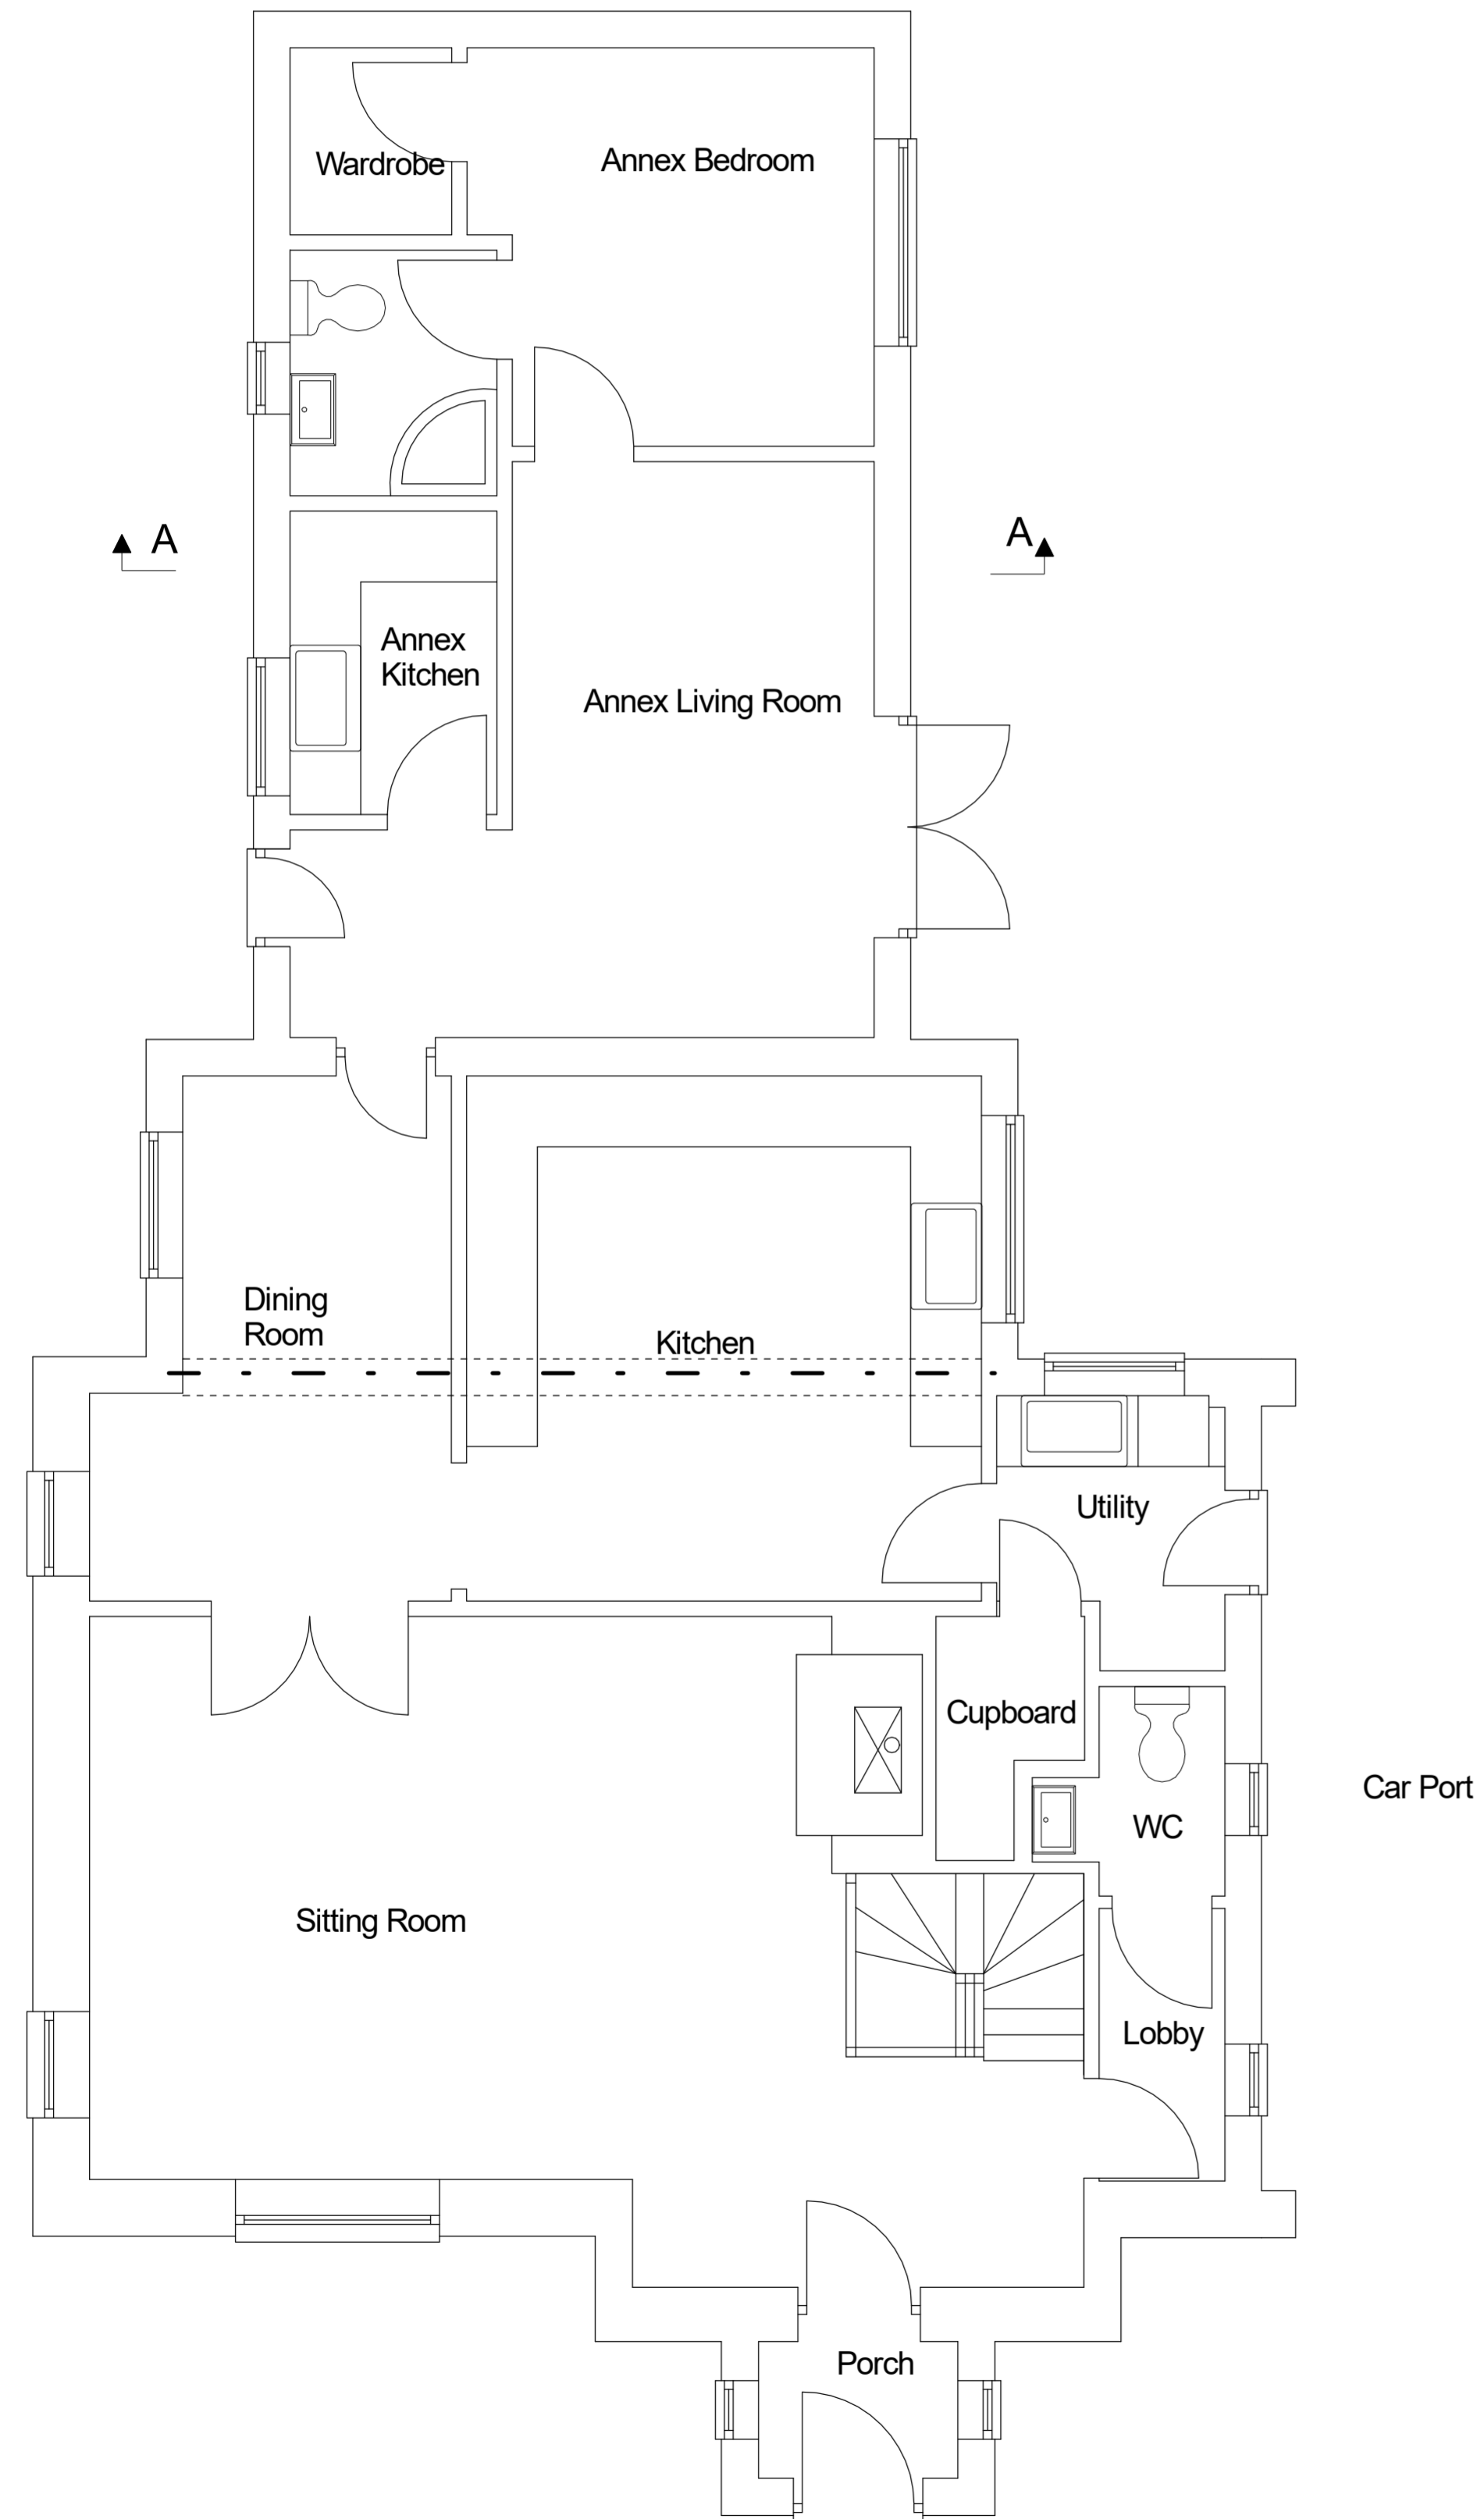 Wardrobe
Annex Bedroom
A
A
Annex
Kitchen
Annex Living Room
Dining
Room
Kitchen
Utility
Cupboard
Car Port
WC
Sitting Room
Lobby
Porch